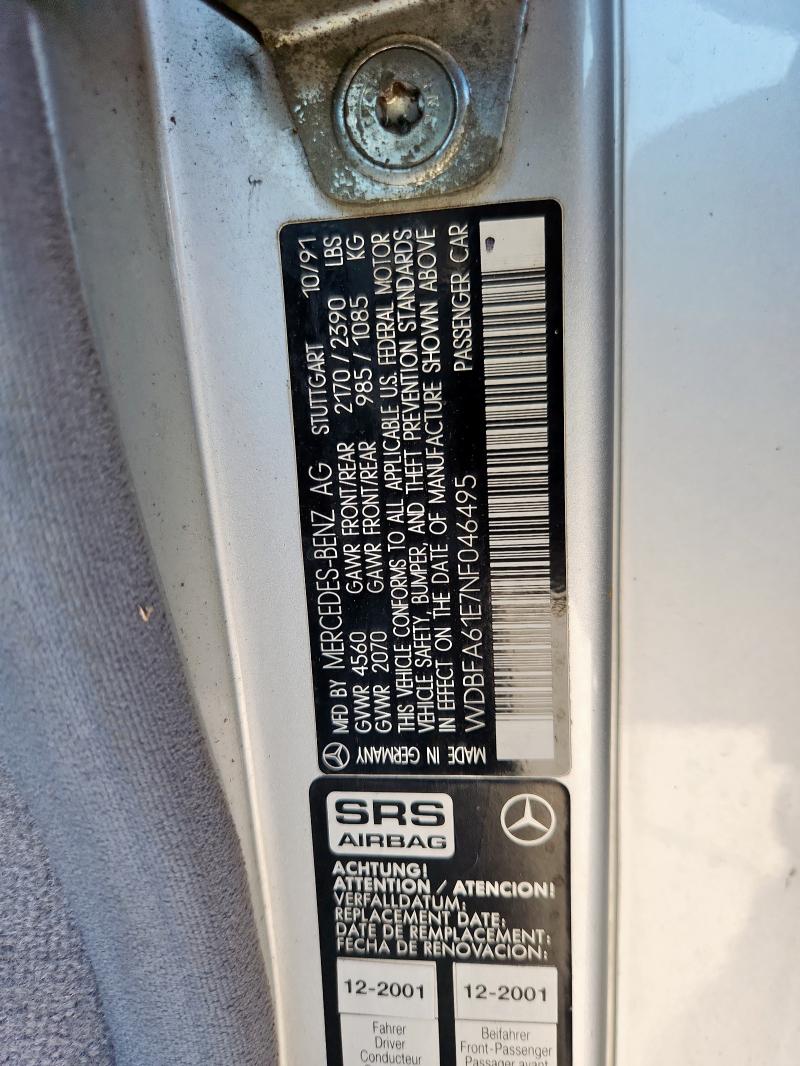 MFD BY MERCEDES-BENZ AG STUTTGART 10/91
GVWR 4560 GAWR FRONT/REAR 2170/2390 LBS
GVWR 2070 GAWR FRONT/REAR 985/1085 KG
THIS VEHICLE CONFORMS TO ALL APPLICABLE U.S. FEDERAL MOTOR
VEHICLE SAFETY, BUMPER, AND THEFT PREVENTION STANDARDS
IN EFFECT ON THE DATE OF MANUFACTURE SHOWN ABOVE
WDBFA61E7NF046495 PASSENGER CAR
MADE IN GERMANY
SRS
AIRBAG
ACHTUNG!
ATTENTION / ATENCION!
VERFALLDATUM:
REPLACEMENT DATE:
DATE DE REMPLACEMENT:
FECHA DE RENOVACION:
12-2001 12-2001
Fahrer Beifahrer
Driver Front-Passenger
Conducteur Passager avant